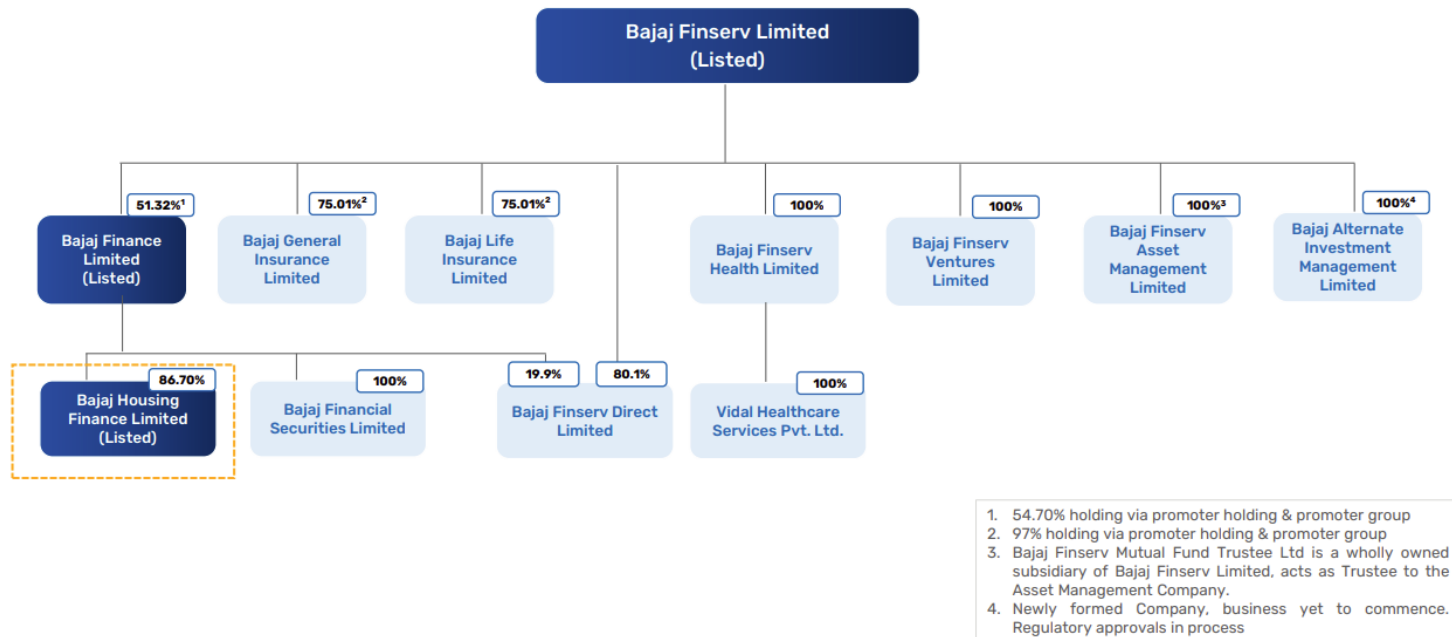 Bajaj Finserv Limited
(Listed)
51.32%¹
75.01%²
75.01%²
100%
100%
100%³
100%⁴
Bajaj Finance
Limited
(Listed)
Bajaj General
Insurance
Limited
Bajaj Life
Insurance
Limited
Bajaj Finserv
Health Limited
Bajaj Finserv
Ventures
Limited
Bajaj Finserv
Asset
Management
Limited
Bajaj Alternate
Investment
Management
Limited
86.70%
100%
19.9%
80.1%
100%
Bajaj Housing
Finance Limited
(Listed)
Bajaj Financial
Securities Limited
Bajaj Finserv Direct
Limited
Vidal Healthcare
Services Pvt. Ltd.
1. 54.70% holding via promoter holding & promoter group
2. 97% holding via promoter holding & promoter group
3. Bajaj Finserv Mutual Fund Trustee Ltd is a wholly owned
subsidiary of Bajaj Finserv Limited, acts as Trustee to the
Asset Management Company.
4. Newly formed Company, business yet to commence.
Regulatory approvals in process